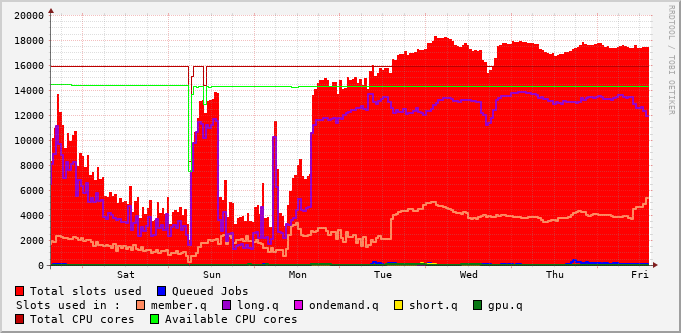 RRDTOOL / TOBI OETIKER
20000
18000
16000
14000
12000
10000
8000
6000
4000
2000
0
Sat Sun Mon Tue Wed Thu Fri
Total slots used Queued Jobs
Slots used in : member.q long.q ondemand.q short.q gpu.q
Total CPU cores Available CPU cores